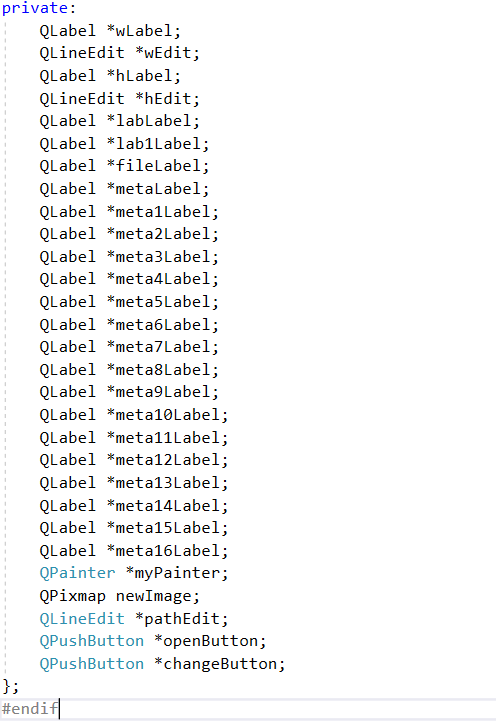 private:
QLabel *wLabel;
QLineEdit *wEdit;
QLabel *hLabel;
QLineEdit *hEdit;
QLabel *labLabel;
QLabel *lab1Label;
QLabel *fileLabel;
QLabel *metaLabel;
QLabel *meta1Label;
QLabel *meta2Label;
QLabel *meta3Label;
QLabel *meta4Label;
QLabel *meta5Label;
QLabel *meta6Label;
QLabel *meta7Label;
QLabel *meta8Label;
QLabel *meta9Label;
QLabel *meta10Label;
QLabel *meta11Label;
QLabel *meta12Label;
QLabel *meta13Label;
QLabel *meta14Label;
QLabel *meta15Label;
QLabel *meta16Label;
QPainter *myPainter;
QPixmap newImage;
QLineEdit *pathEdit;
QPushButton *openButton;
QPushButton *changeButton;
};
#endif